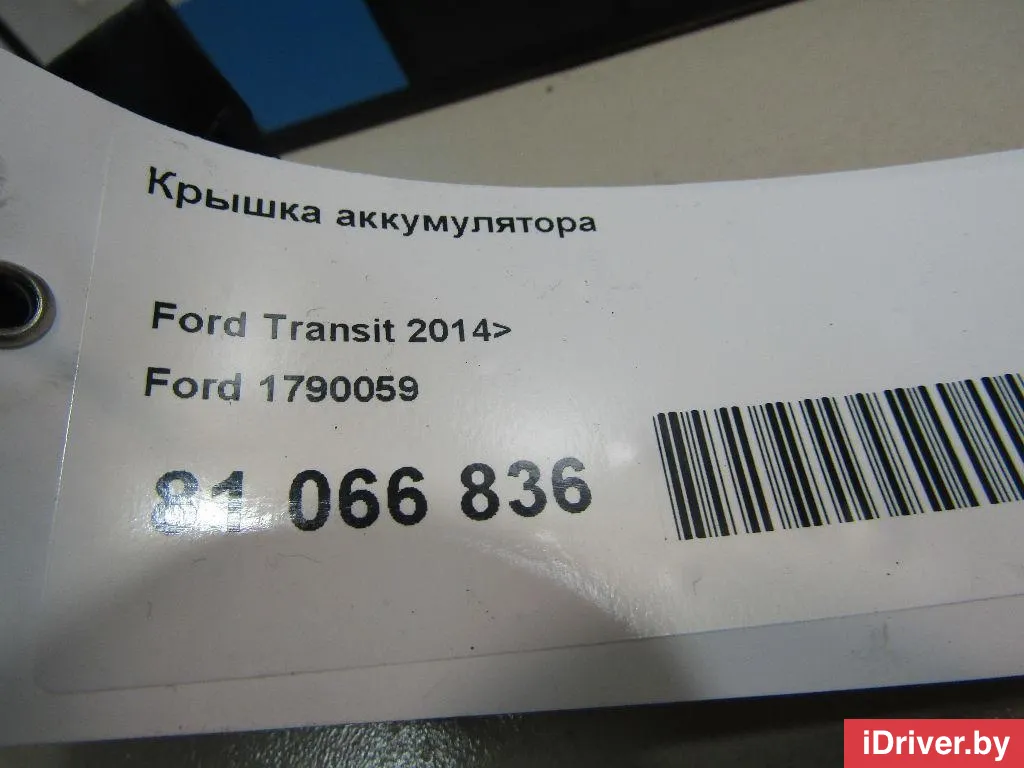 Крышка аккумулятора
Ford Transit 2014>
Ford 1790059
81 066 836
iDriver.by